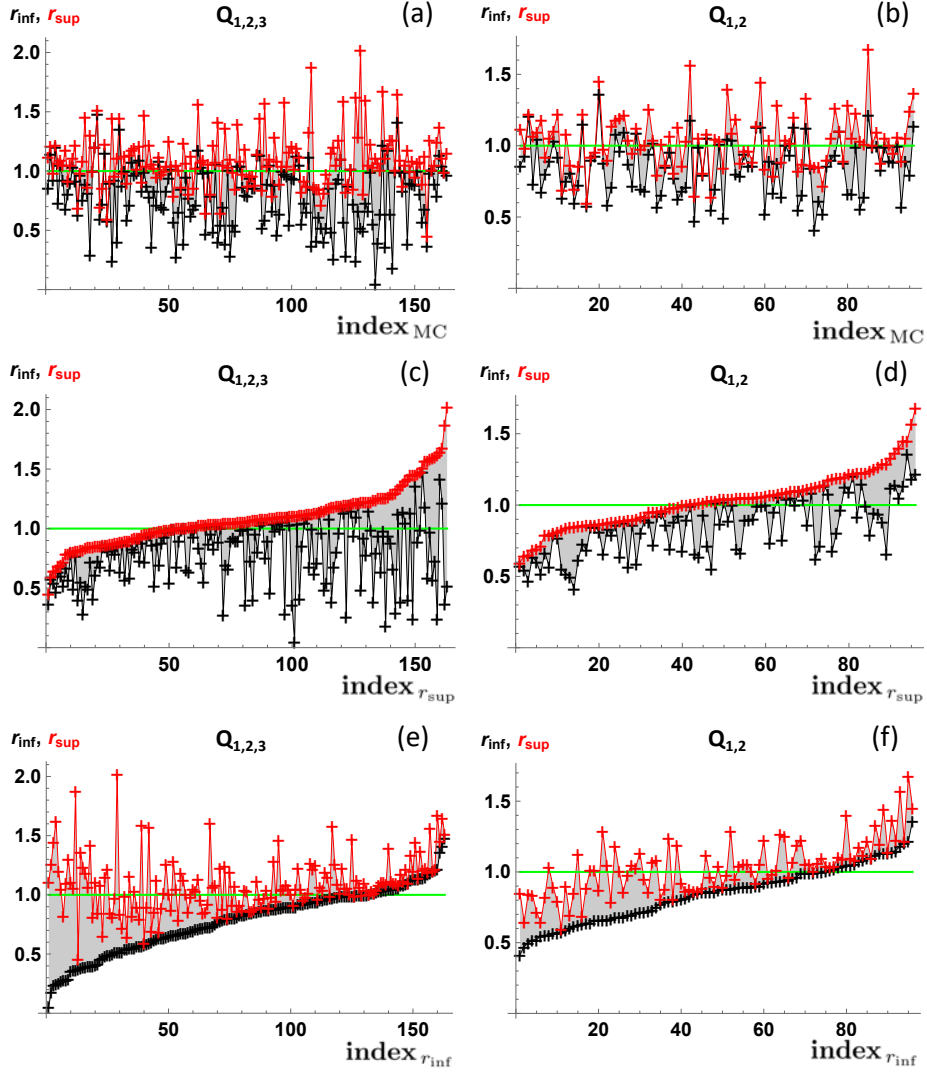 r_inf, r_sup Q_1,2,3 (a)
2.0
1.5
1.0
0.5
50 100 150
index_MC
Q_1,2 (b)
1.5
1.0
0.5
20 40 60 80
index_MC
r_inf, r_sup Q_1,2,3 (c)
2.0
1.5
1.0
0.5
50 100 150
index_r_sup
r_inf, r_sup Q_1,2 (d)
1.5
1.0
0.5
20 40 60 80
index_r_sup
r_inf, r_sup Q_1,2,3 (e)
2.0
1.5
1.0
0.5
50 100 150
index_r_inf
r_inf, r_sup Q_1,2 (f)
1.5
1.0
0.5
20 40 60 80
index_r_inf